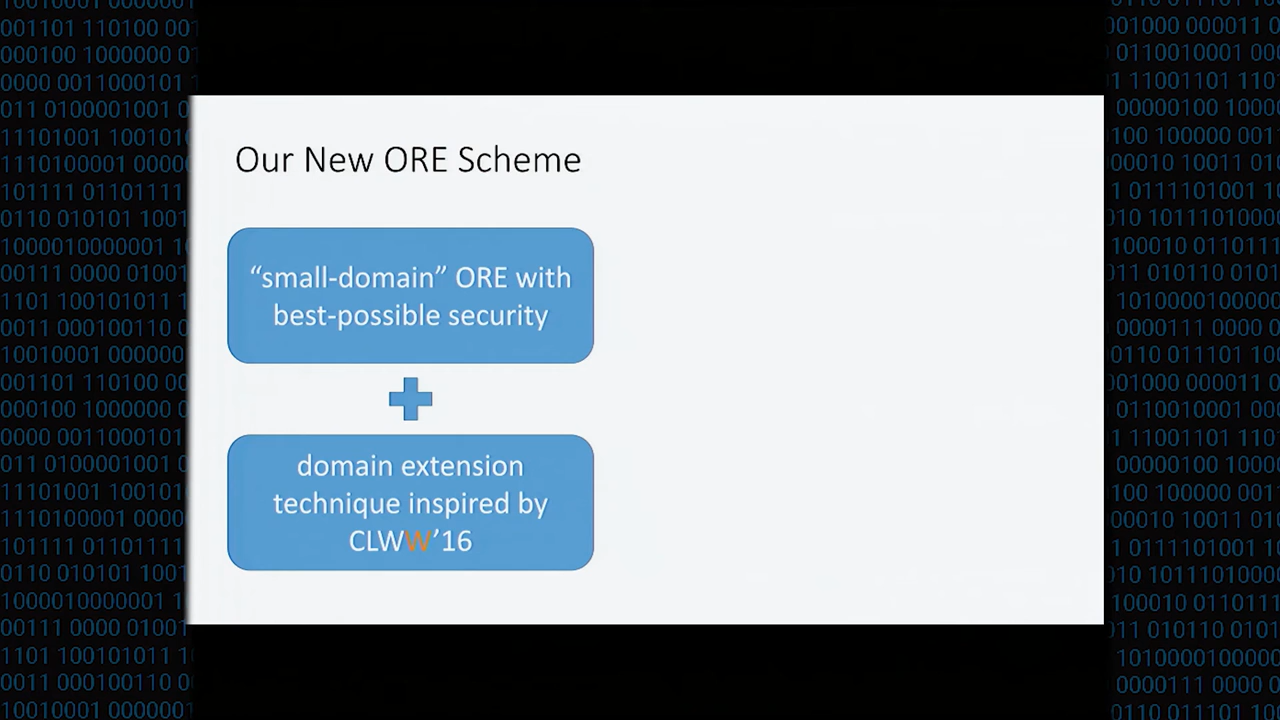 Our New ORE Scheme
“small-domain” ORE with
best-possible security
domain extension
technique inspired by
CLWW’16